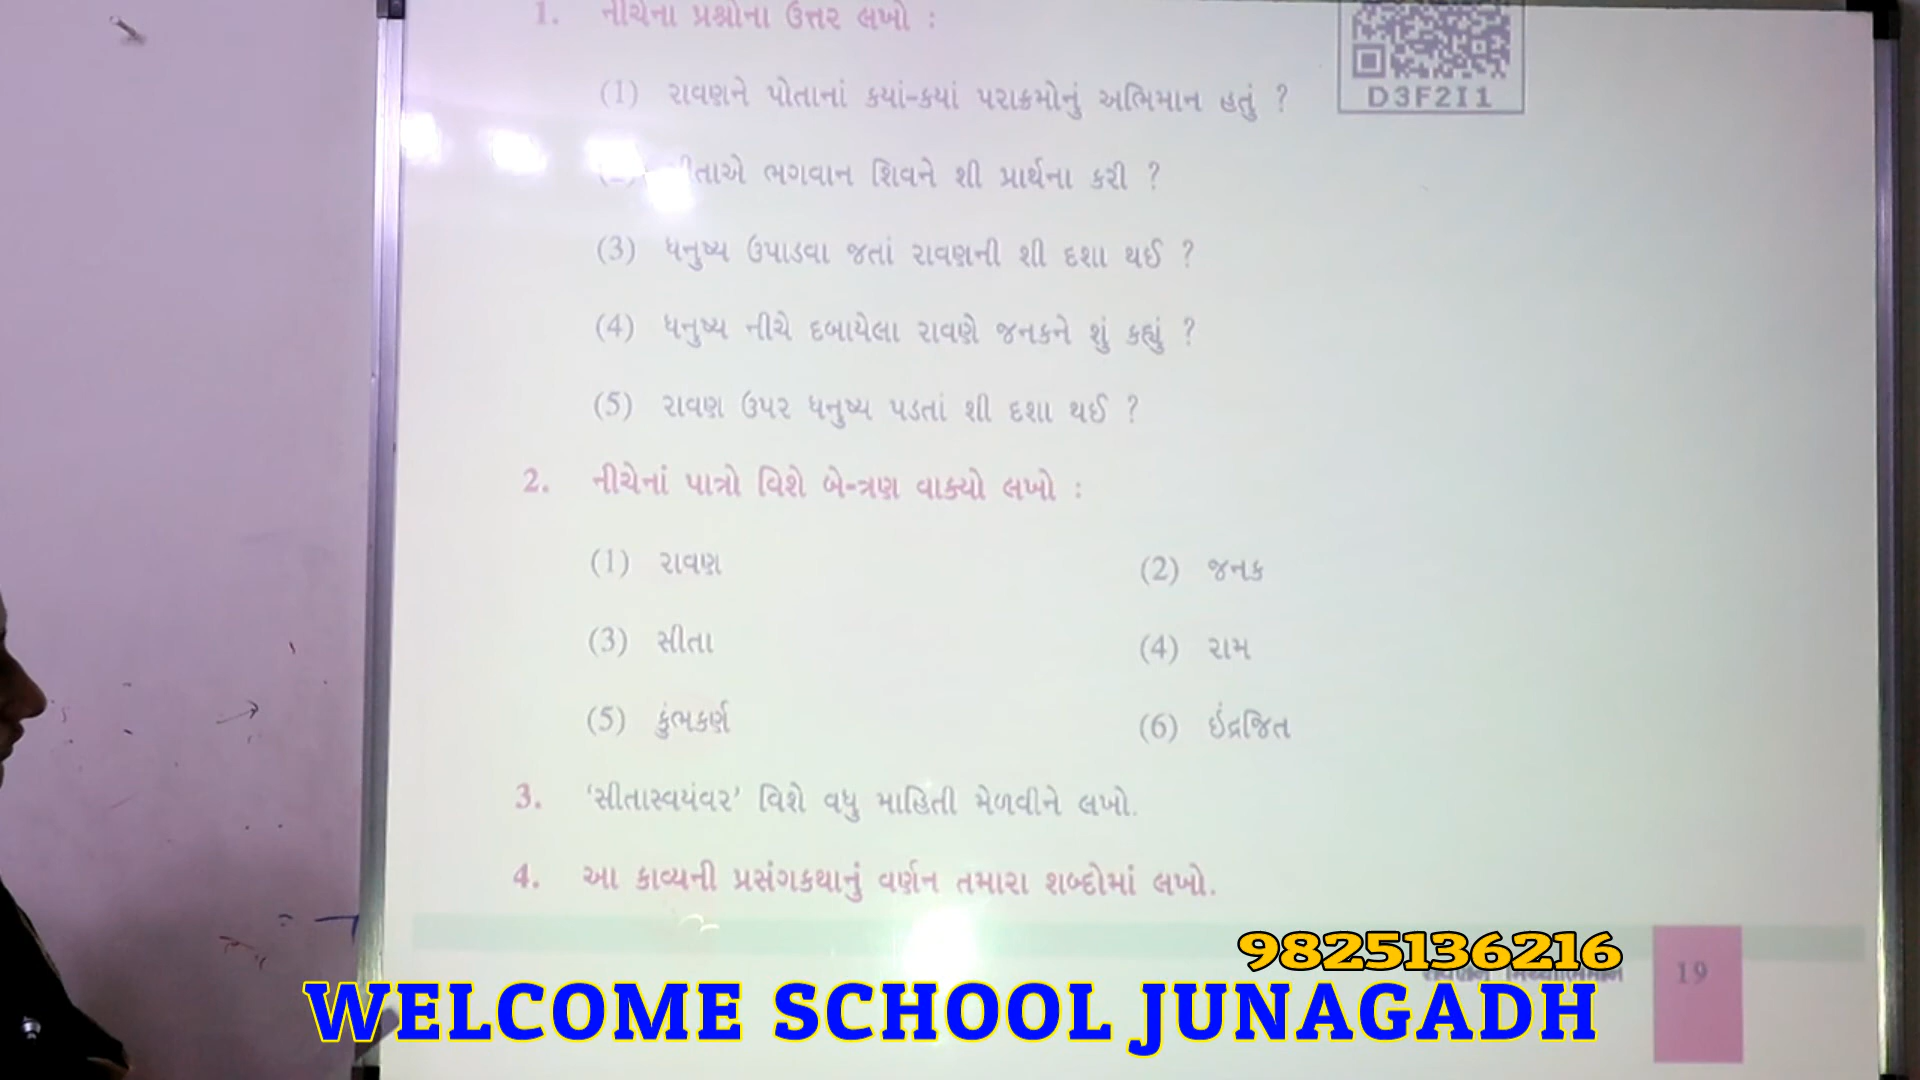 1. નીચેના પ્રશ્નોના ઉત્તર લખો :
(1) રાવણને પોતાનાં કયાં-કયાં પરાક્રમોનું અભિમાન હતું ?
D3F2I1
ભગવાન શિવને શી પ્રાર્થના કરી ?
(3) ધનુષ્ય ઉપાડવા જતાં રાવણની શી દશા થઈ ?
(4) ધનુષ્ય નીચે દબાયેલા રાવણે જનકને શું કહ્યું ?
(5) રાવણ ઉપર ધનુષ્ય પડતાં શી દશા થઈ ?
2. નીચેનાં પાત્રો વિશે બે-ત્રણ વાક્યો લખો :
(1) રાવણ (2) જનક
(3) સીતા (4) રામ
(5) કુંભકર્ણ (6) ઇંદ્રજિત
3. ‘સીતાસ્વયંવર’ વિશે વધુ માહિતી મેળવીને લખો.
4. આ કાવ્યની પ્રસંગકથાનું વર્ણન તમારા શબ્દોમાં લખો.
9825136216
19
WELCOME SCHOOL JUNAGADH